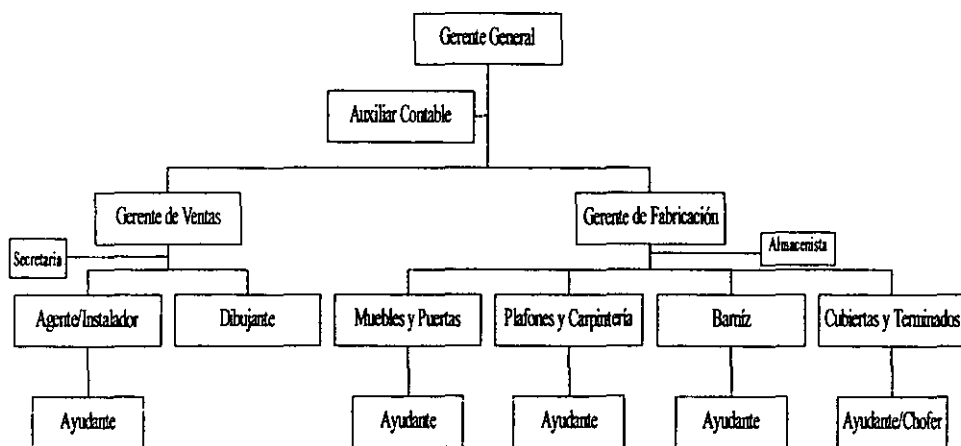 Gerente General
Auxiliar Contable
Gerente de Ventas
Gerente de Fabricación
Secretaria
Almacenista
Agente/Instalador
Dibujante
Muebles y Puertas
Plafones y Carpintería
Barníz
Cubiertas y Terminados
Ayudante
Ayudante
Ayudante
Ayudante
Ayudante/Chofer